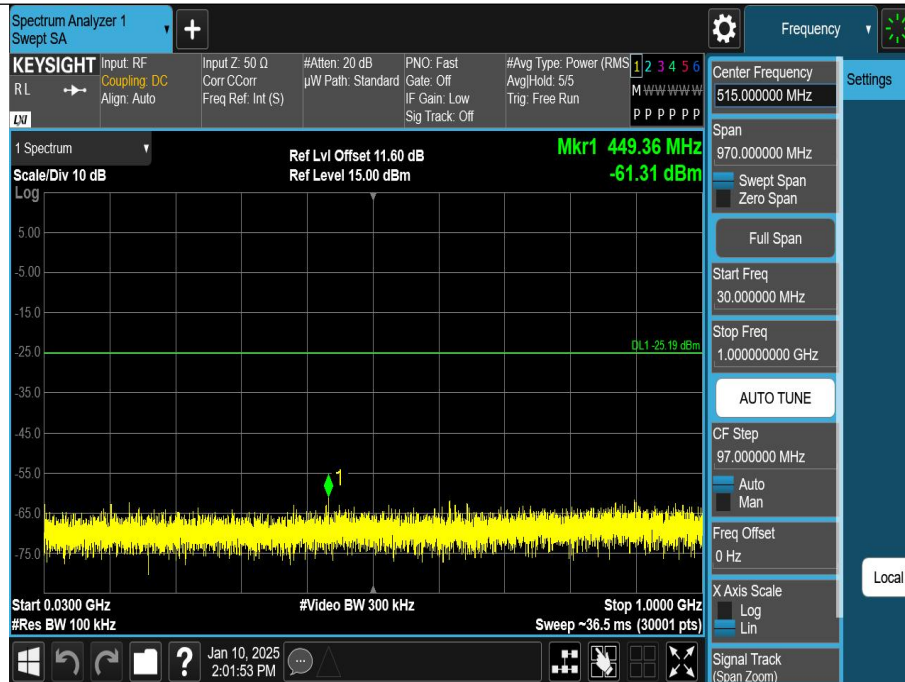 Spectrum Analyzer 1
Swept SA
+
Frequency
KEYSIGHT
RL
LXI
Input: RF
Coupling: DC
Align: Auto
Input Z: 50 Ω
Corr CCorr
Freq Ref: Int (S)
#Atten: 20 dB
µW Path: Standard
PNO: Fast
Gate: Off
IF Gain: Low
Sig Track: Off
#Avg Type: Power (RMS
Avg|Hold: 5/5
Trig: Free Run
1 2 3 4 5 6
M W W W W W
P P P P P P
1 Spectrum
Scale/Div 10 dB
Log
Ref Lvl Offset 11.60 dB
Ref Level 15.00 dBm
Mkr1 449.36 MHz
-61.31 dBm
5.00
-5.00
-15.0
-25.0
-35.0
-45.0
-55.0
-65.0
-75.0
DL1 -25.19 dBm
1
Start 0.0300 GHz
#Res BW 100 kHz
#Video BW 300 kHz
Stop 1.0000 GHz
Sweep ~36.5 ms (30001 pts)
Center Frequency
515.000000 MHz
Span
970.000000 MHz
Swept Span
Zero Span
Full Span
Start Freq
30.000000 MHz
Stop Freq
1.000000000 GHz
AUTO TUNE
CF Step
97.000000 MHz
Auto
Man
Freq Offset
0 Hz
X Axis Scale
Log
Lin
Signal Track
(Span Zoom)
Settings
Local
?
Jan 10, 2025
2:01:53 PM